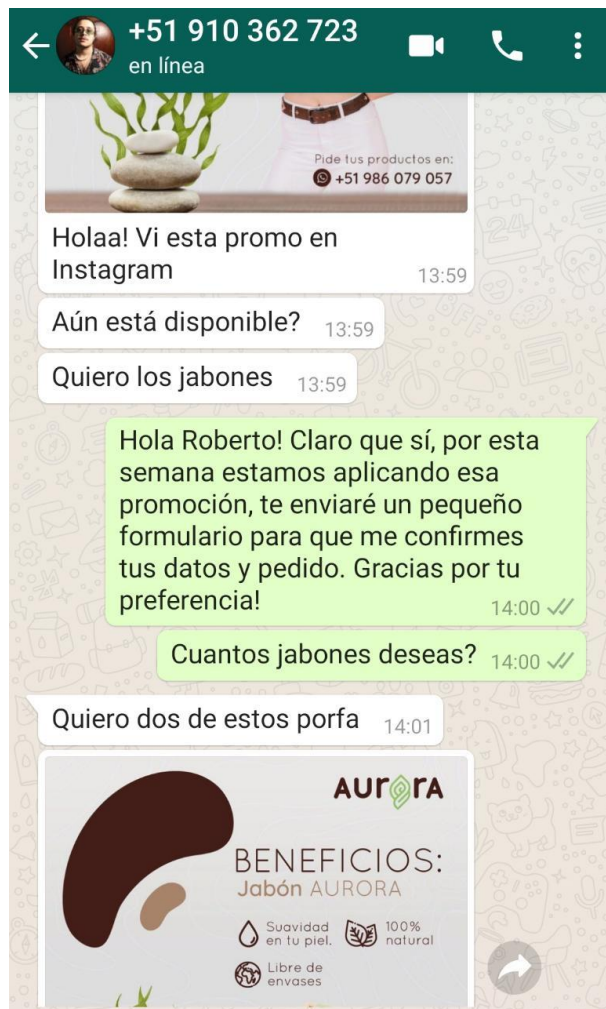 +51 910 362 723
en línea
Pide tus productos en:
+51 986 079 057
Holaa! Vi esta promo en
Instagram
13:59
Aún está disponible? 13:59
Quiero los jabones 13:59
Hola Roberto! Claro que sí, por esta
semana estamos aplicando esa
promoción, te enviaré un pequeño
formulario para que me confirmes
tus datos y pedido. Gracias por tu
preferencia!
14:00
Cuantos jabones deseas? 14:00
Quiero dos de estos porfa 14:01
AURORA
BENEFICIOS:
Jabón AURORA
Suavidad
en tu piel.
100%
natural
Libre de
envases